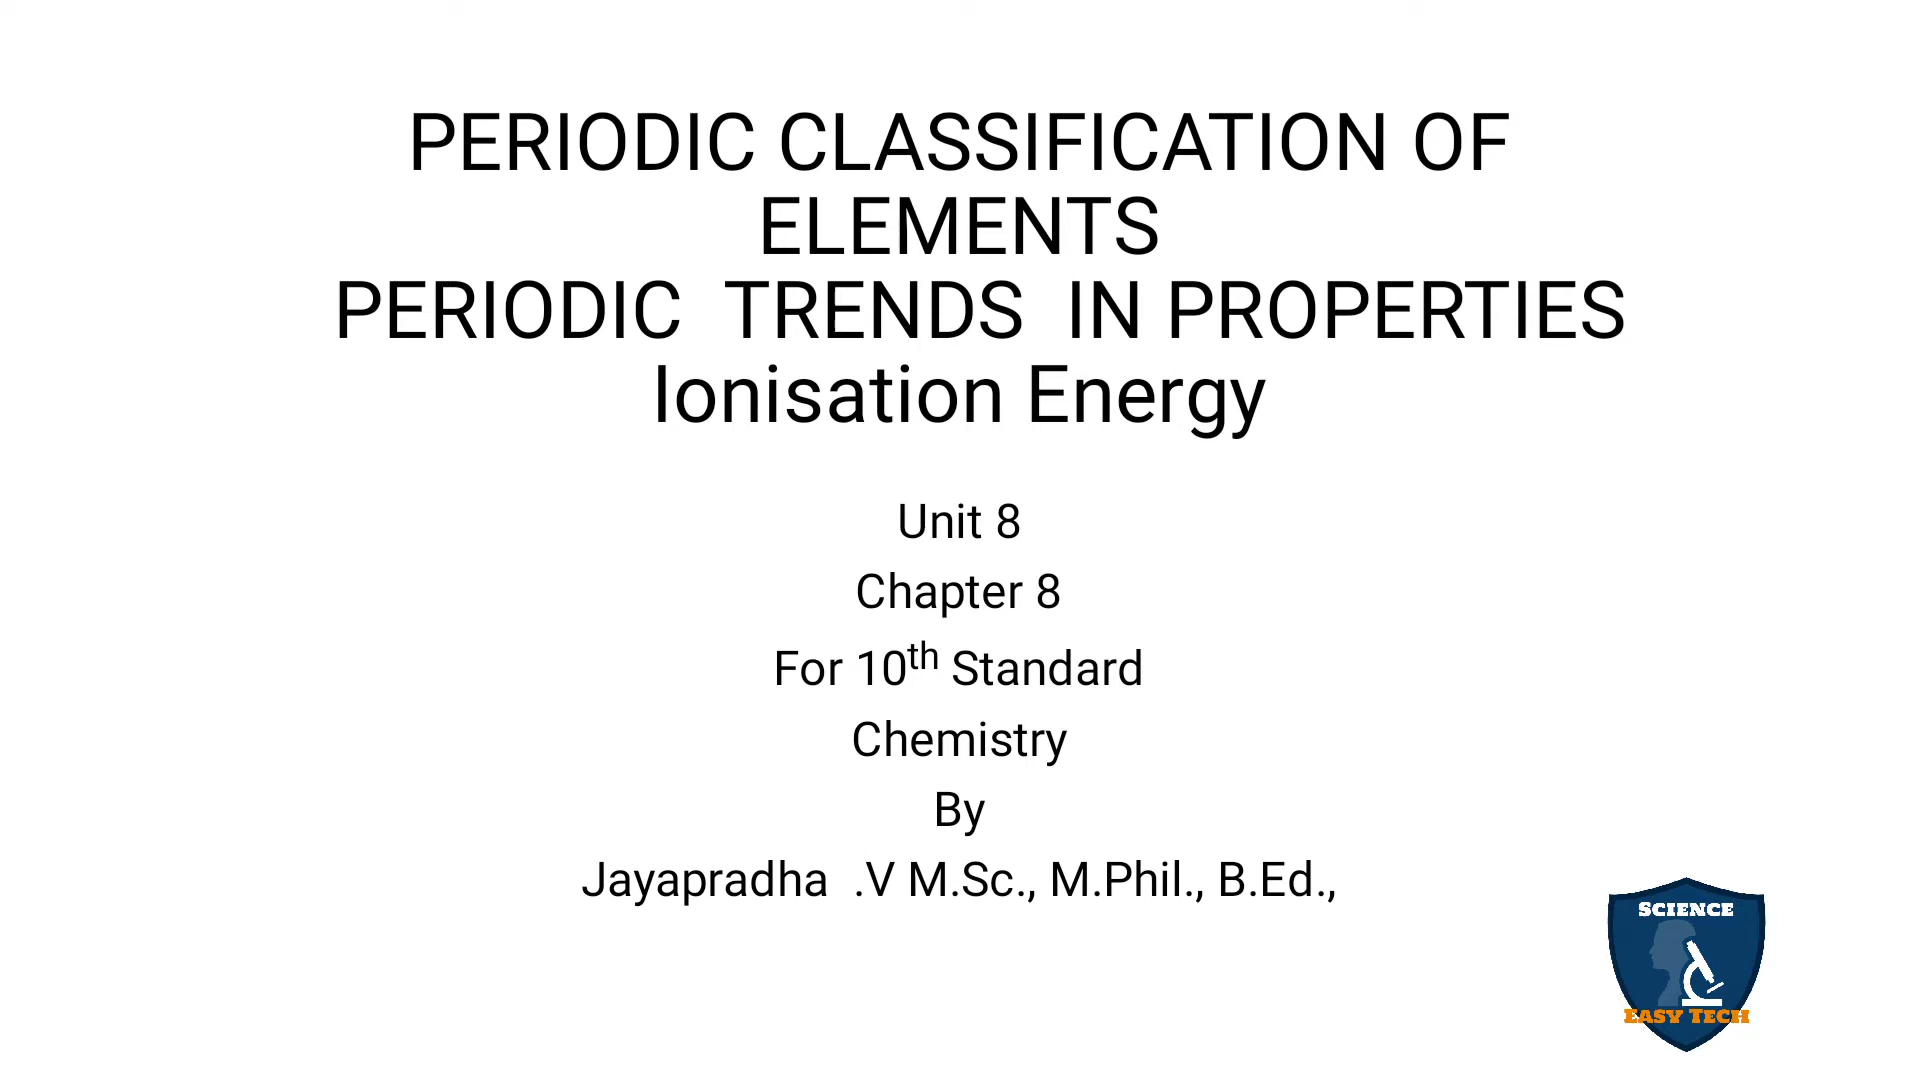 PERIODIC CLASSIFICATION OF
ELEMENTS
PERIODIC TRENDS IN PROPERTIES
Ionisation Energy
Unit 8
Chapter 8
For 10th Standard
Chemistry
By
Jayapradha .V M.Sc., M.Phil., B.Ed.,
SCIENCE
EASY TECH